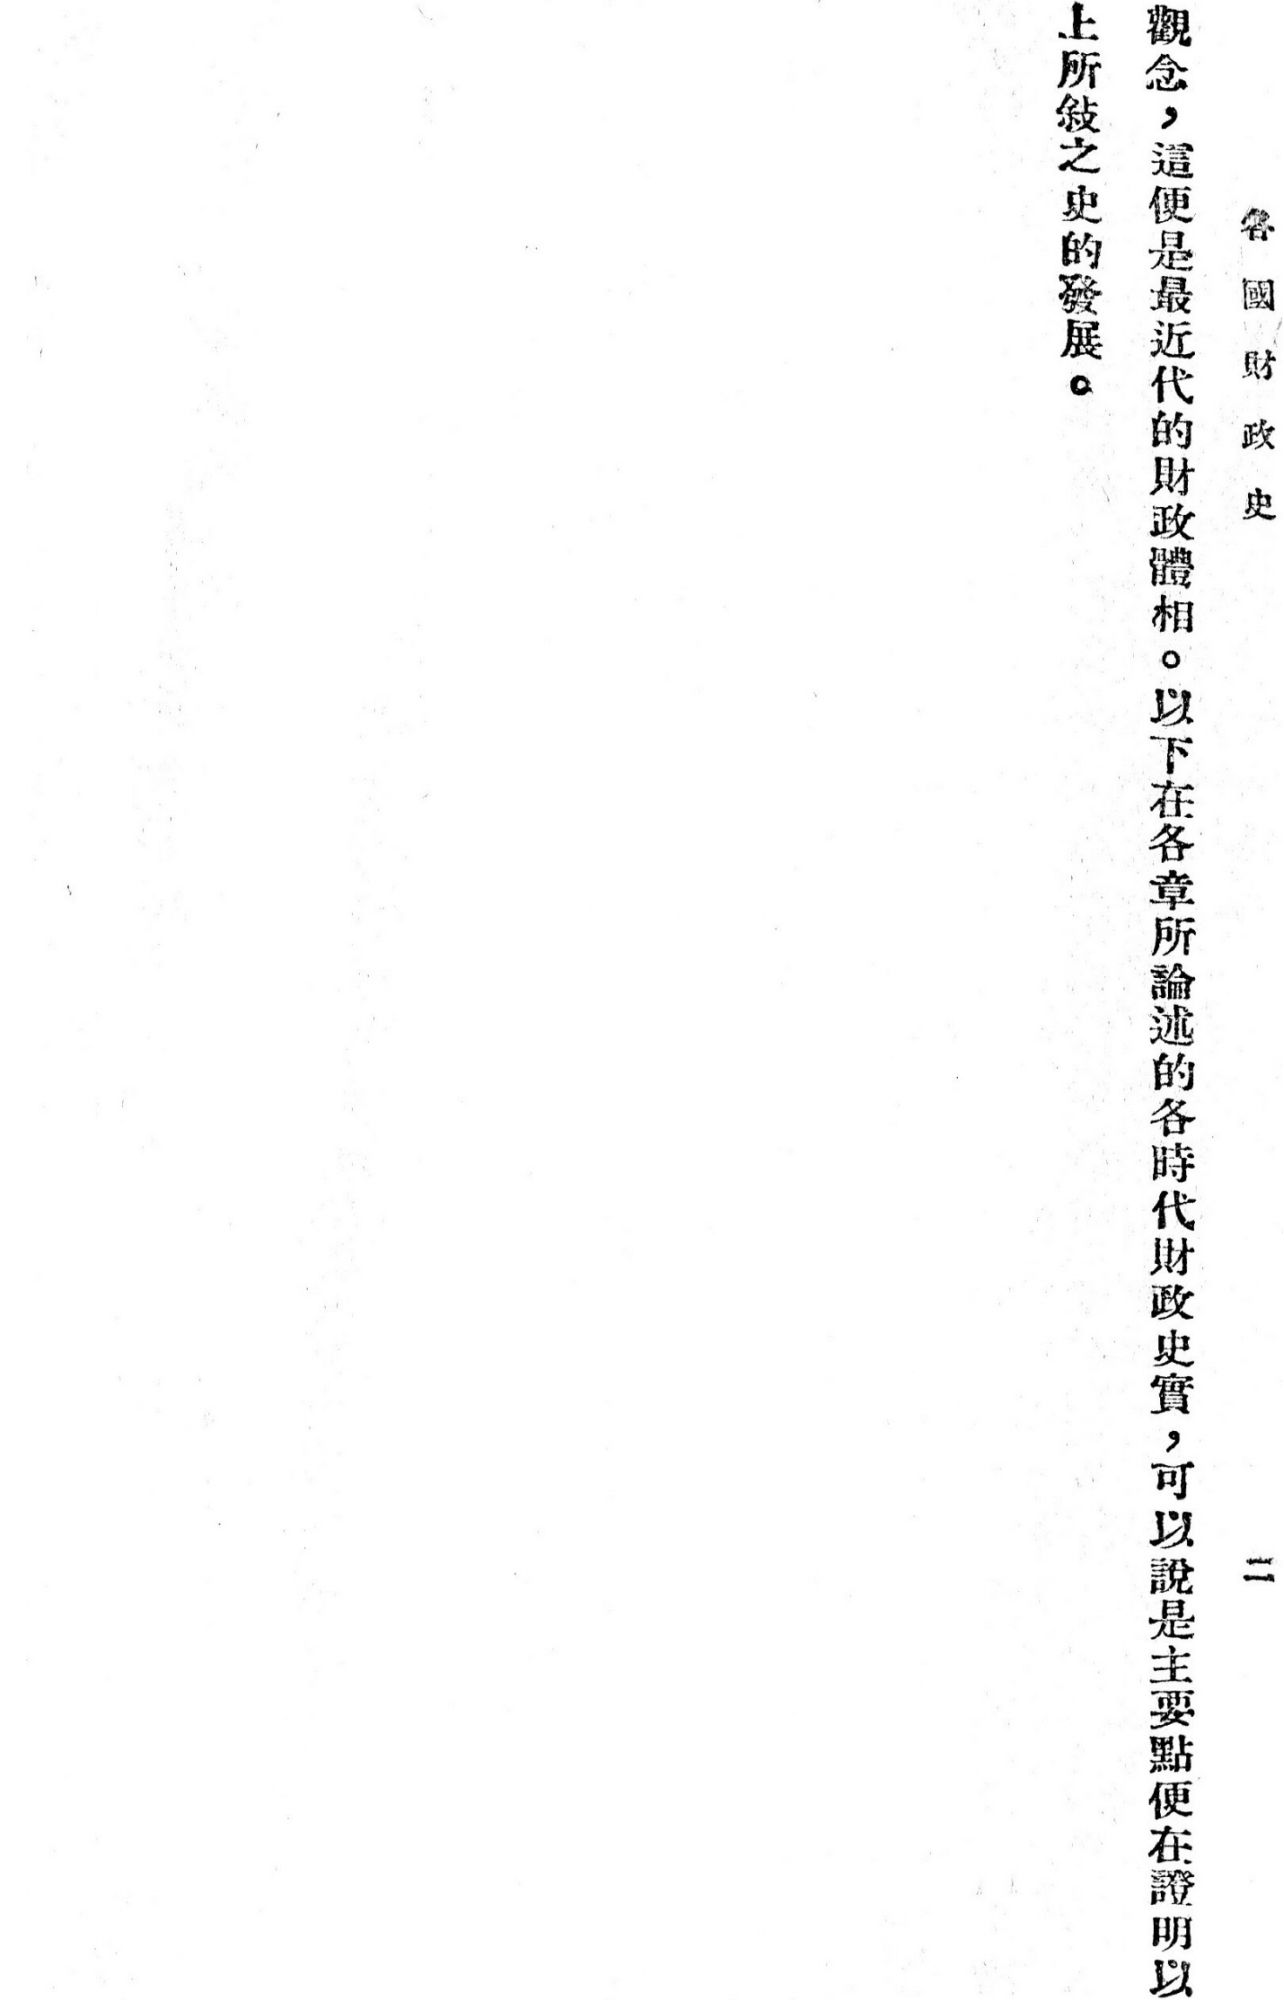 各國財政史
二
觀念，這便是最近代的財政體相。以下在各章所論述的各時代財政史實，可以說是主要點便在證明以
上所敍之史的發展。